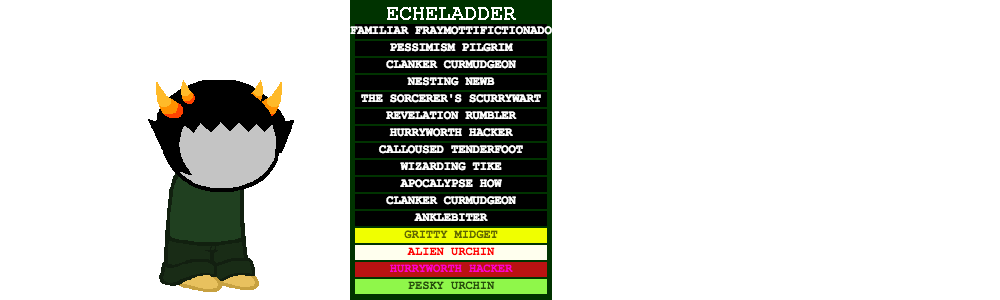 ECHELADDER
FAMILIAR FRAYMOTTIFICTIONADO
PESSIMISM PILGRIM
CLANKER CURMUDGEON
NESTING NEWB
THE SORCERER'S SCURRYWART
REVELATION RUMBLER
HURRYWORTH HACKER
CALLOUSED TENDERFOOT
WIZARDING TIKE
APOCALYPSE HOW
CLANKER CURMUDGEON
ANKLEBITER
GRITTY MIDGET
ALIEN URCHIN
HURRYWORTH HACKER
PESKY URCHIN